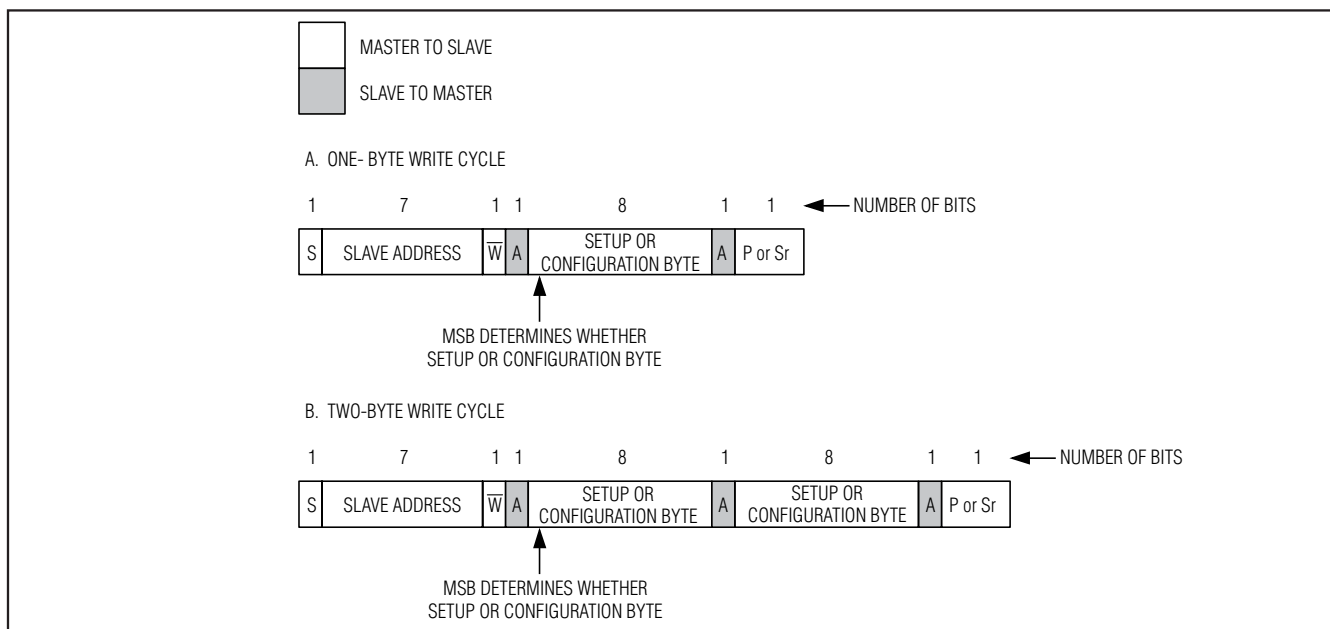 MASTER TO SLAVE
SLAVE TO MASTER
A. ONE- BYTE WRITE CYCLE
1 7 1 1 8 1 1 NUMBER OF BITS
S SLAVE ADDRESS W̅ A SETUP OR CONFIGURATION BYTE A P or Sr
MSB DETERMINES WHETHER
SETUP OR CONFIGURATION BYTE
B. TWO-BYTE WRITE CYCLE
1 7 1 1 8 1 8 1 1 NUMBER OF BITS
S SLAVE ADDRESS W̅ A SETUP OR CONFIGURATION BYTE A SETUP OR CONFIGURATION BYTE A P or Sr
MSB DETERMINES WHETHER
SETUP OR CONFIGURATION BYTE